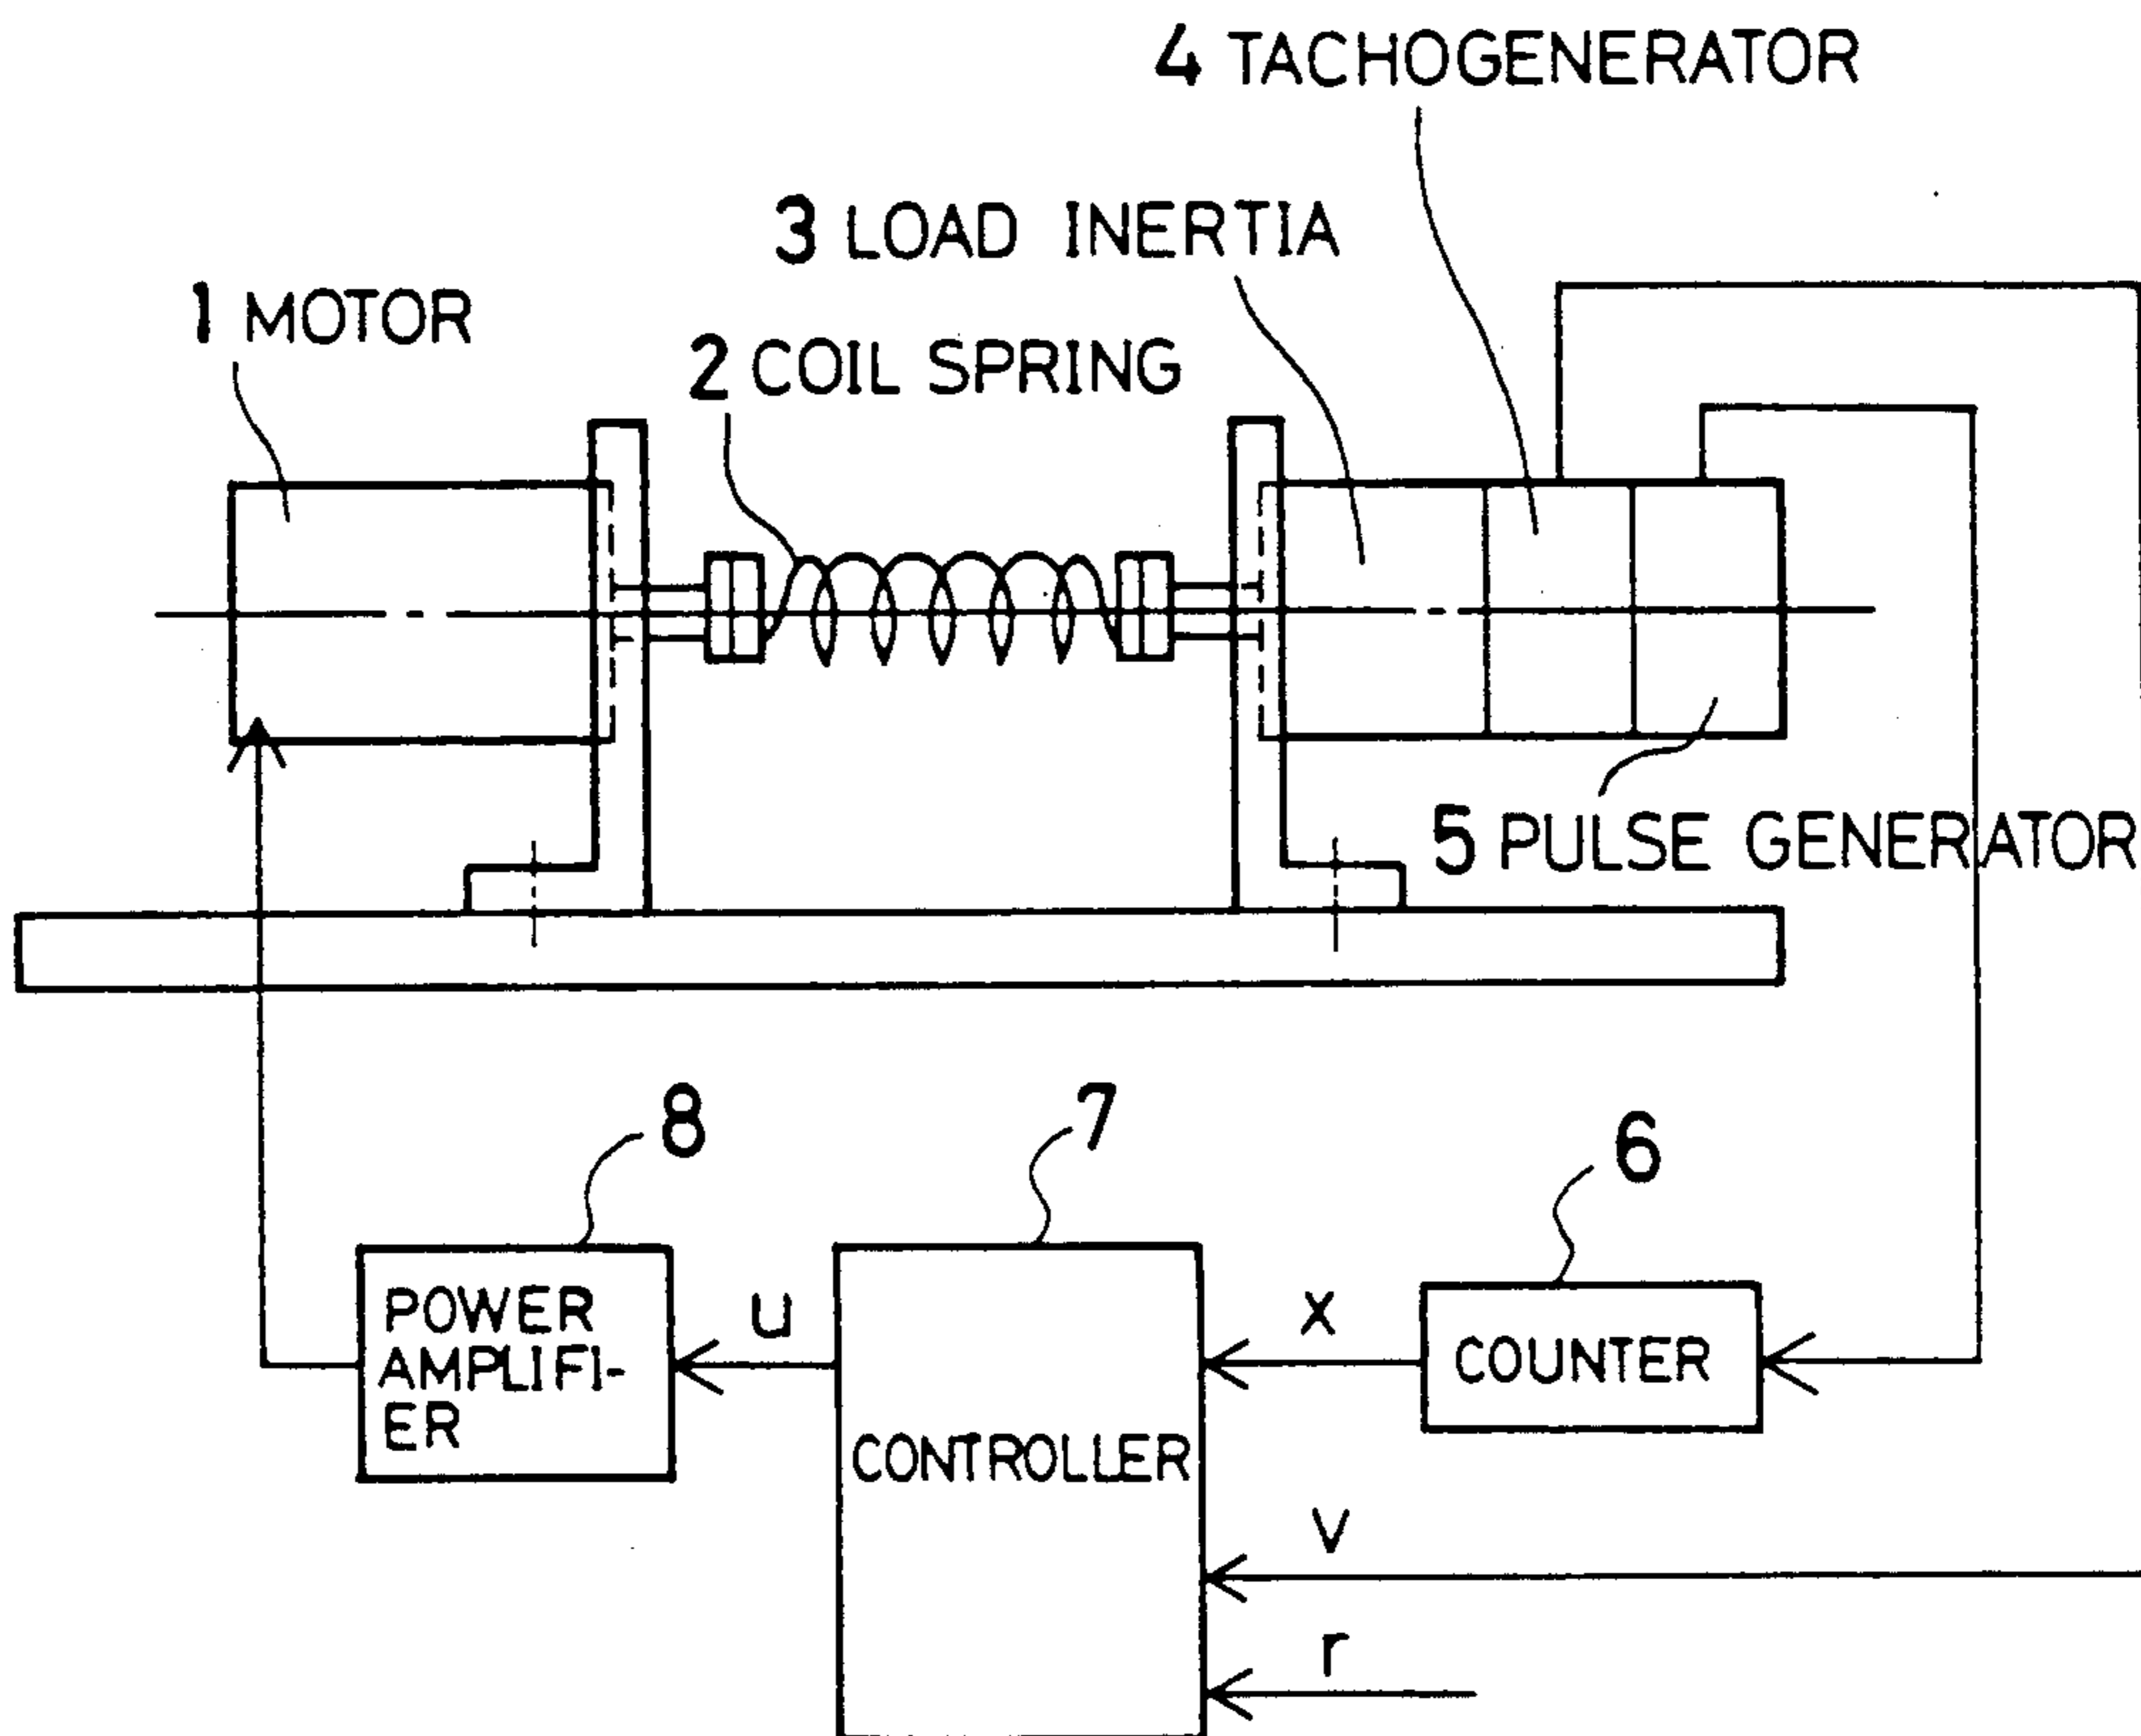 4 TACHOGENERATOR
3 LOAD INERTIA
1 MOTOR
2 COIL SPRING
5 PULSE GENERATOR
8
7
6
POWER
AMPLIFI-
ER
u
CONTROLLER
x
COUNTER
v
r